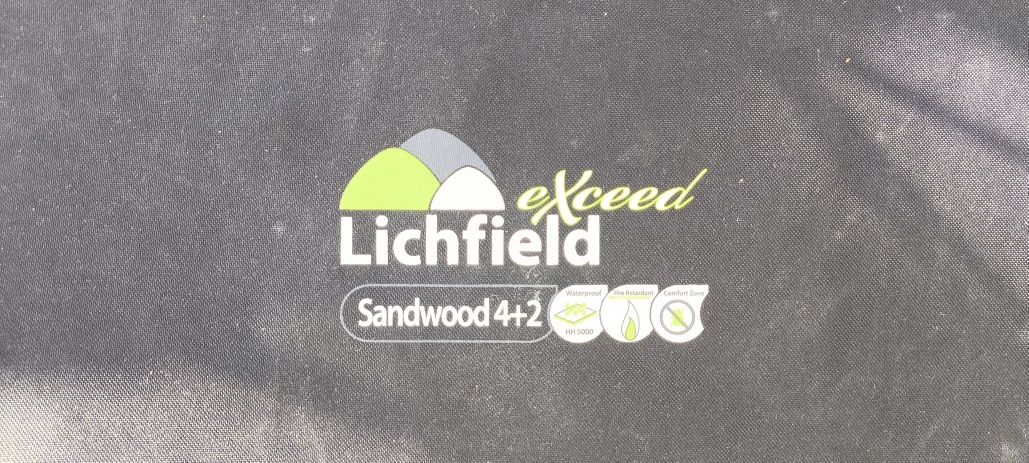 eXceed
Lichfield
Sandwood 4+2
Waterproof
HH 5000
Fire Retardant
Comfort Zone